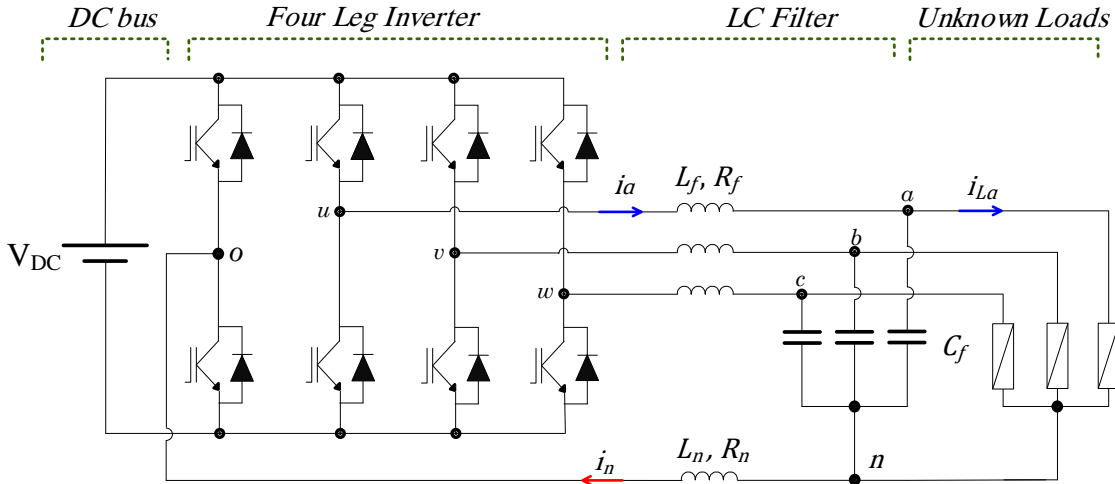 DC bus
Four Leg Inverter
LC Filter
Unknown Loads
V_DC
o
u
v
w
i_a
L_f, R_f
a
b
c
i_La
C_f
i_n
L_n, R_n
n